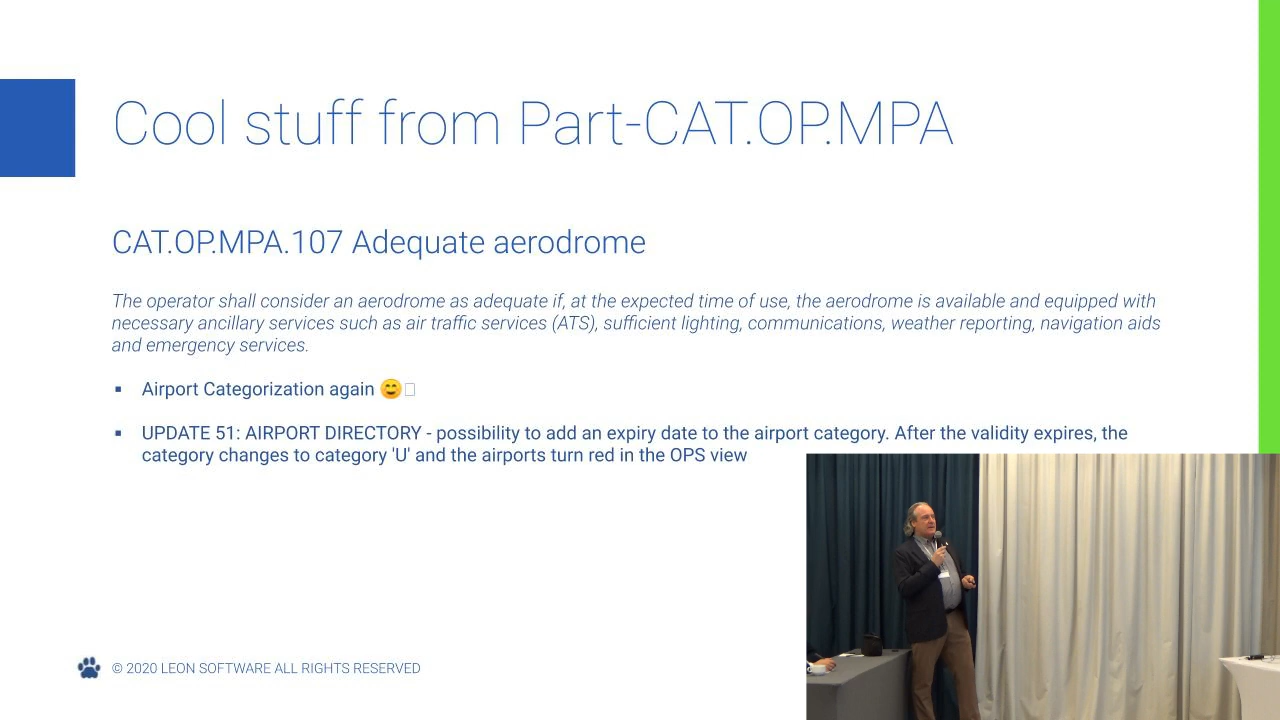 Cool stuff from Part-CAT.OP.MPA
CAT.OP.MPA.107 Adequate aerodrome
The operator shall consider an aerodrome as adequate if, at the expected time of use, the aerodrome is available and equipped with
necessary ancillary services such as air traffic services (ATS), sufficient lighting, communications, weather reporting, navigation aids
and emergency services.
▪ Airport Categorization again 😊
▪ UPDATE 51: AIRPORT DIRECTORY - possibility to add an expiry date to the airport category. After the validity expires, the
category changes to category 'U' and the airports turn red in the OPS view
© 2020 LEON SOFTWARE ALL RIGHTS RESERVED